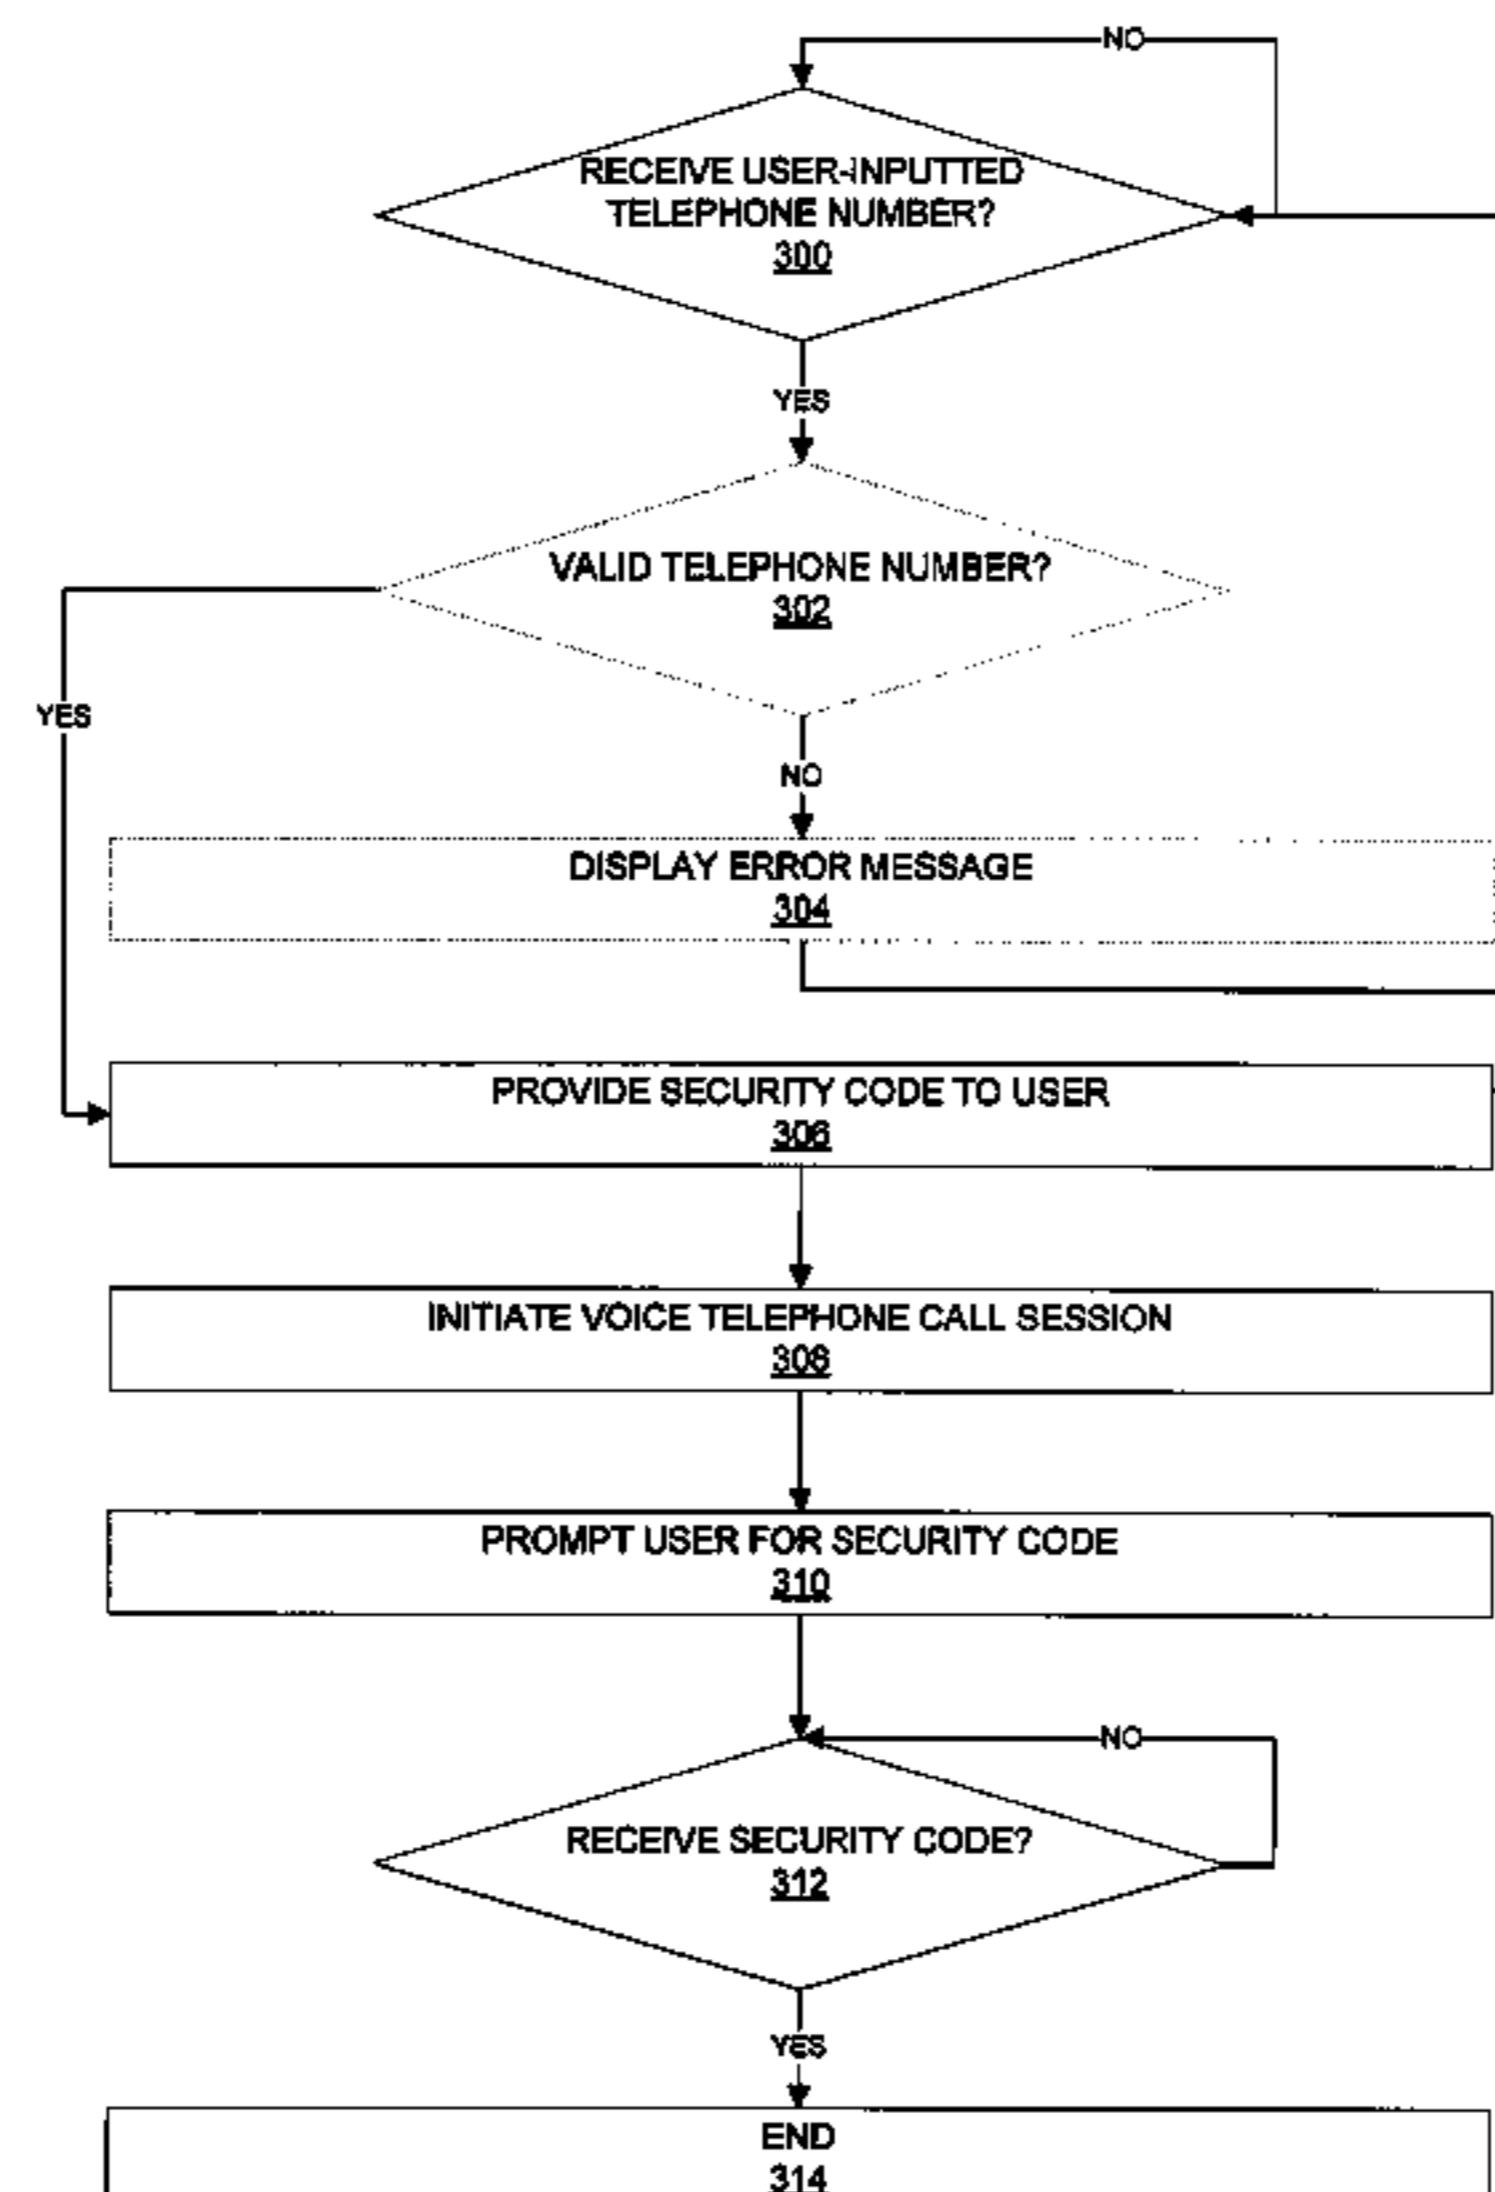 NO
RECEIVE USER-INPUTTED
TELEPHONE NUMBER?
300
YES
VALID TELEPHONE NUMBER?
302
YES
NO
DISPLAY ERROR MESSAGE
304
PROVIDE SECURITY CODE TO USER
306
INITIATE VOICE TELEPHONE CALL SESSION
308
PROMPT USER FOR SECURITY CODE
310
NO
RECEIVE SECURITY CODE?
312
YES
END
314